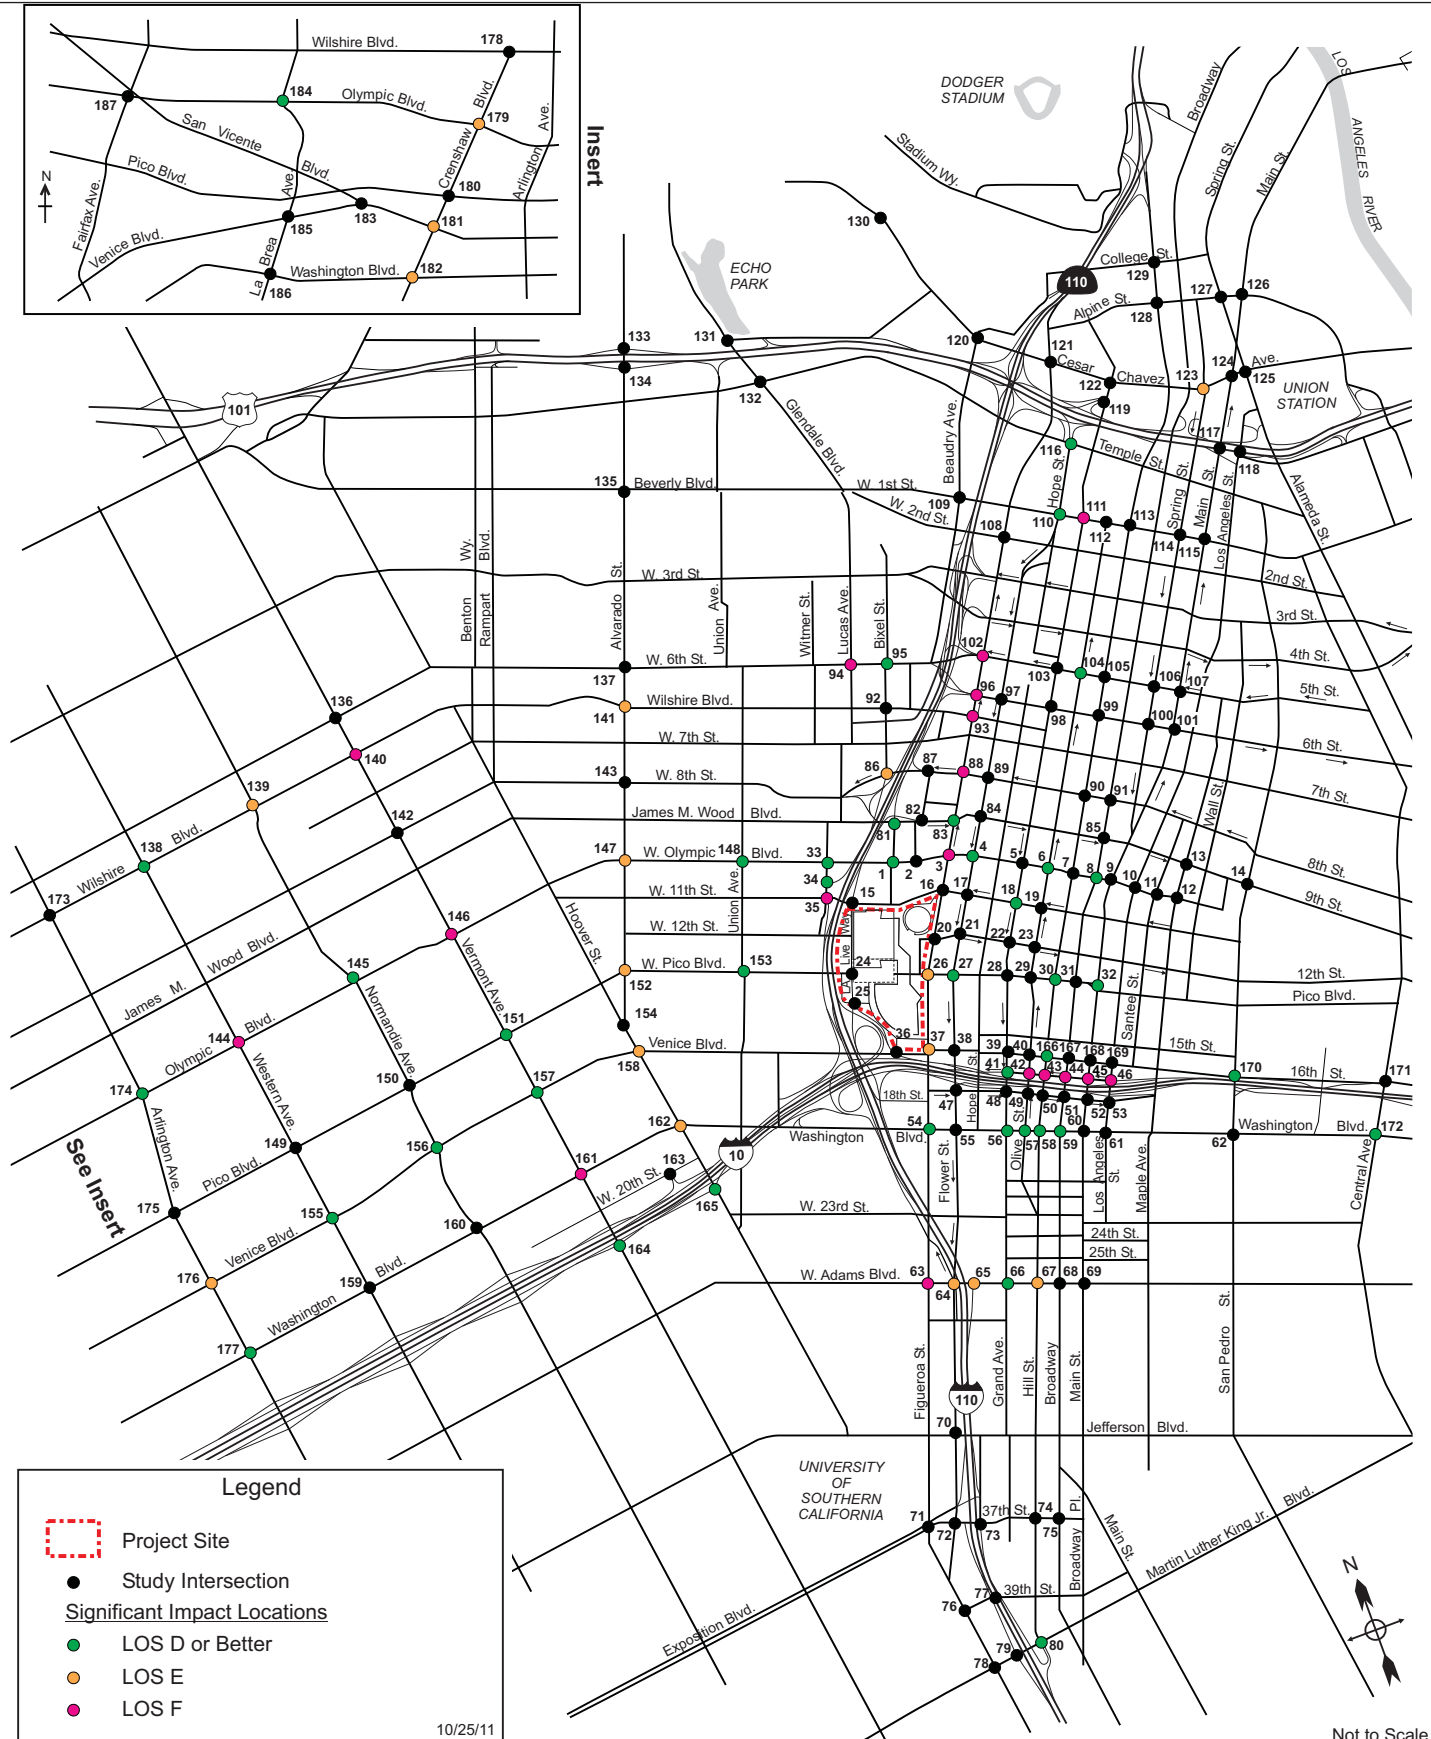 Wilshire Blvd.
178
184
Olympic Blvd.
Blvd.
187
179
Ave.
San Vicente
Blvd.
Crenshaw
Arlington
N
Pico Blvd.
Ave.
180
183
Fairfax Ave.
185
181
Venice Blvd.
La Brea
Washington Blvd.
182
186
Insert
DODGER
STADIUM
Broadway
LOS
ANGELES
RIVER
Stadium Wy.
Spring St.
Main St.
130
College St.
129
ECHO
PARK
110
127
126
Alpine St.
128
133
131
120
121
Cesar
Chavez
Ave.
124
125
134
132
122
123
119
UNION
STATION
101
Glendale Blvd.
Beaudry Ave.
117
116
Temple St.
118
Hope St.
135
Beverly Blvd.
W. 1st St.
109
W. 2nd St.
110
111
112
113
Spring St.
Main St.
Los Angeles St.
Alameda St.
108
114
115
Benton Wy.
Rampart Blvd.
Alvarado St.
W. 3rd St.
Union Ave.
Witmer St.
Lucas Ave.
Bixel St.
2nd St.
3rd St.
102
W. 6th St.
95
94
137
103
104
105
4th St.
106
107
5th St.
136
Wilshire Blvd.
141
92
96
97
93
98
99
100
101
140
W. 7th St.
6th St.
139
143
W. 8th St.
86
87
88
89
90
91
7th St.
Wall St.
142
James M. Wood Blvd.
82
84
81
83
85
138
Blvd.
Wilshire
173
147
W. Olympic
148
Blvd.
33
1
2
3
4
5
6
7
8
9
10
11
12
13
14
8th St.
9th St.
34
W. 11th St.
35
15
16
17
18
19
Hoover St.
Union Ave.
146
W. 12th St.
20
21
22
23
James M. Wood Blvd.
L.A. Live Way
145
W. Pico Blvd.
153
152
24
26
27
28
29
30
31
32
12th St.
Pico Blvd.
25
Santee St.
Vermont Ave.
Normandie Ave.
151
154
144
Blvd.
Olympic
Western Ave.
Venice Blvd.
158
36
37
38
39
40
166
167
168
169
15th St.
170
16th St.
171
41
42
43
44
45
46
174
Arlington Ave.
150
157
18th St.
47
Hope St.
48
49
50
51
52
53
162
Washington
Blvd.
54
55
56
57
58
59
60
61
62
Washington Blvd.
172
See Insert
149
156
10
Pico Blvd.
161
163
W. 20th St.
Olive St.
Flower St.
Los Angeles St.
Maple Ave.
Central Ave.
175
155
160
165
W. 23rd St.
Venice Blvd.
164
24th St.
25th St.
176
159
Blvd.
W. Adams Blvd.
63
64
65
66
67
68
69
Washington
177
Figueroa St.
Grand Ave.
Hill St.
Broadway
Main St.
San Pedro St.
110
70
Jefferson Blvd.
UNIVERSITY
OF
SOUTHERN
CALIFORNIA
71
72
73
37th St.
74
75
Broadway Pl.
Main St.
Martin Luther King Jr. Blvd.
76
77
39th St.
Exposition Blvd.
78
79
80
N
Legend
Project Site
Study Intersection
Significant Impact Locations
LOS D or Better
LOS E
LOS F
10/25/11
Not to Scale